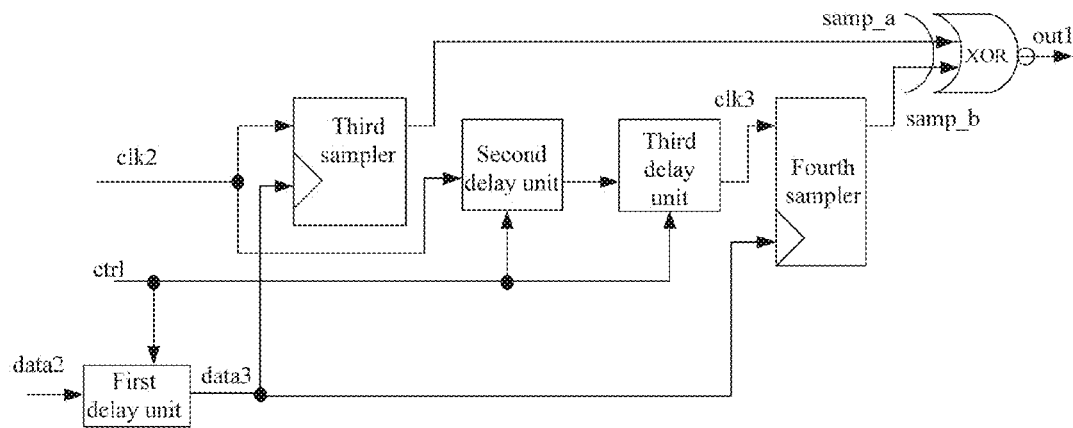 samp_a
out1
XOR
clk3
samp_b
Third
sampler
clk2
Second
delay unit
Third
delay
unit
Fourth
sampler
ctrl
data2
First
delay unit
data3